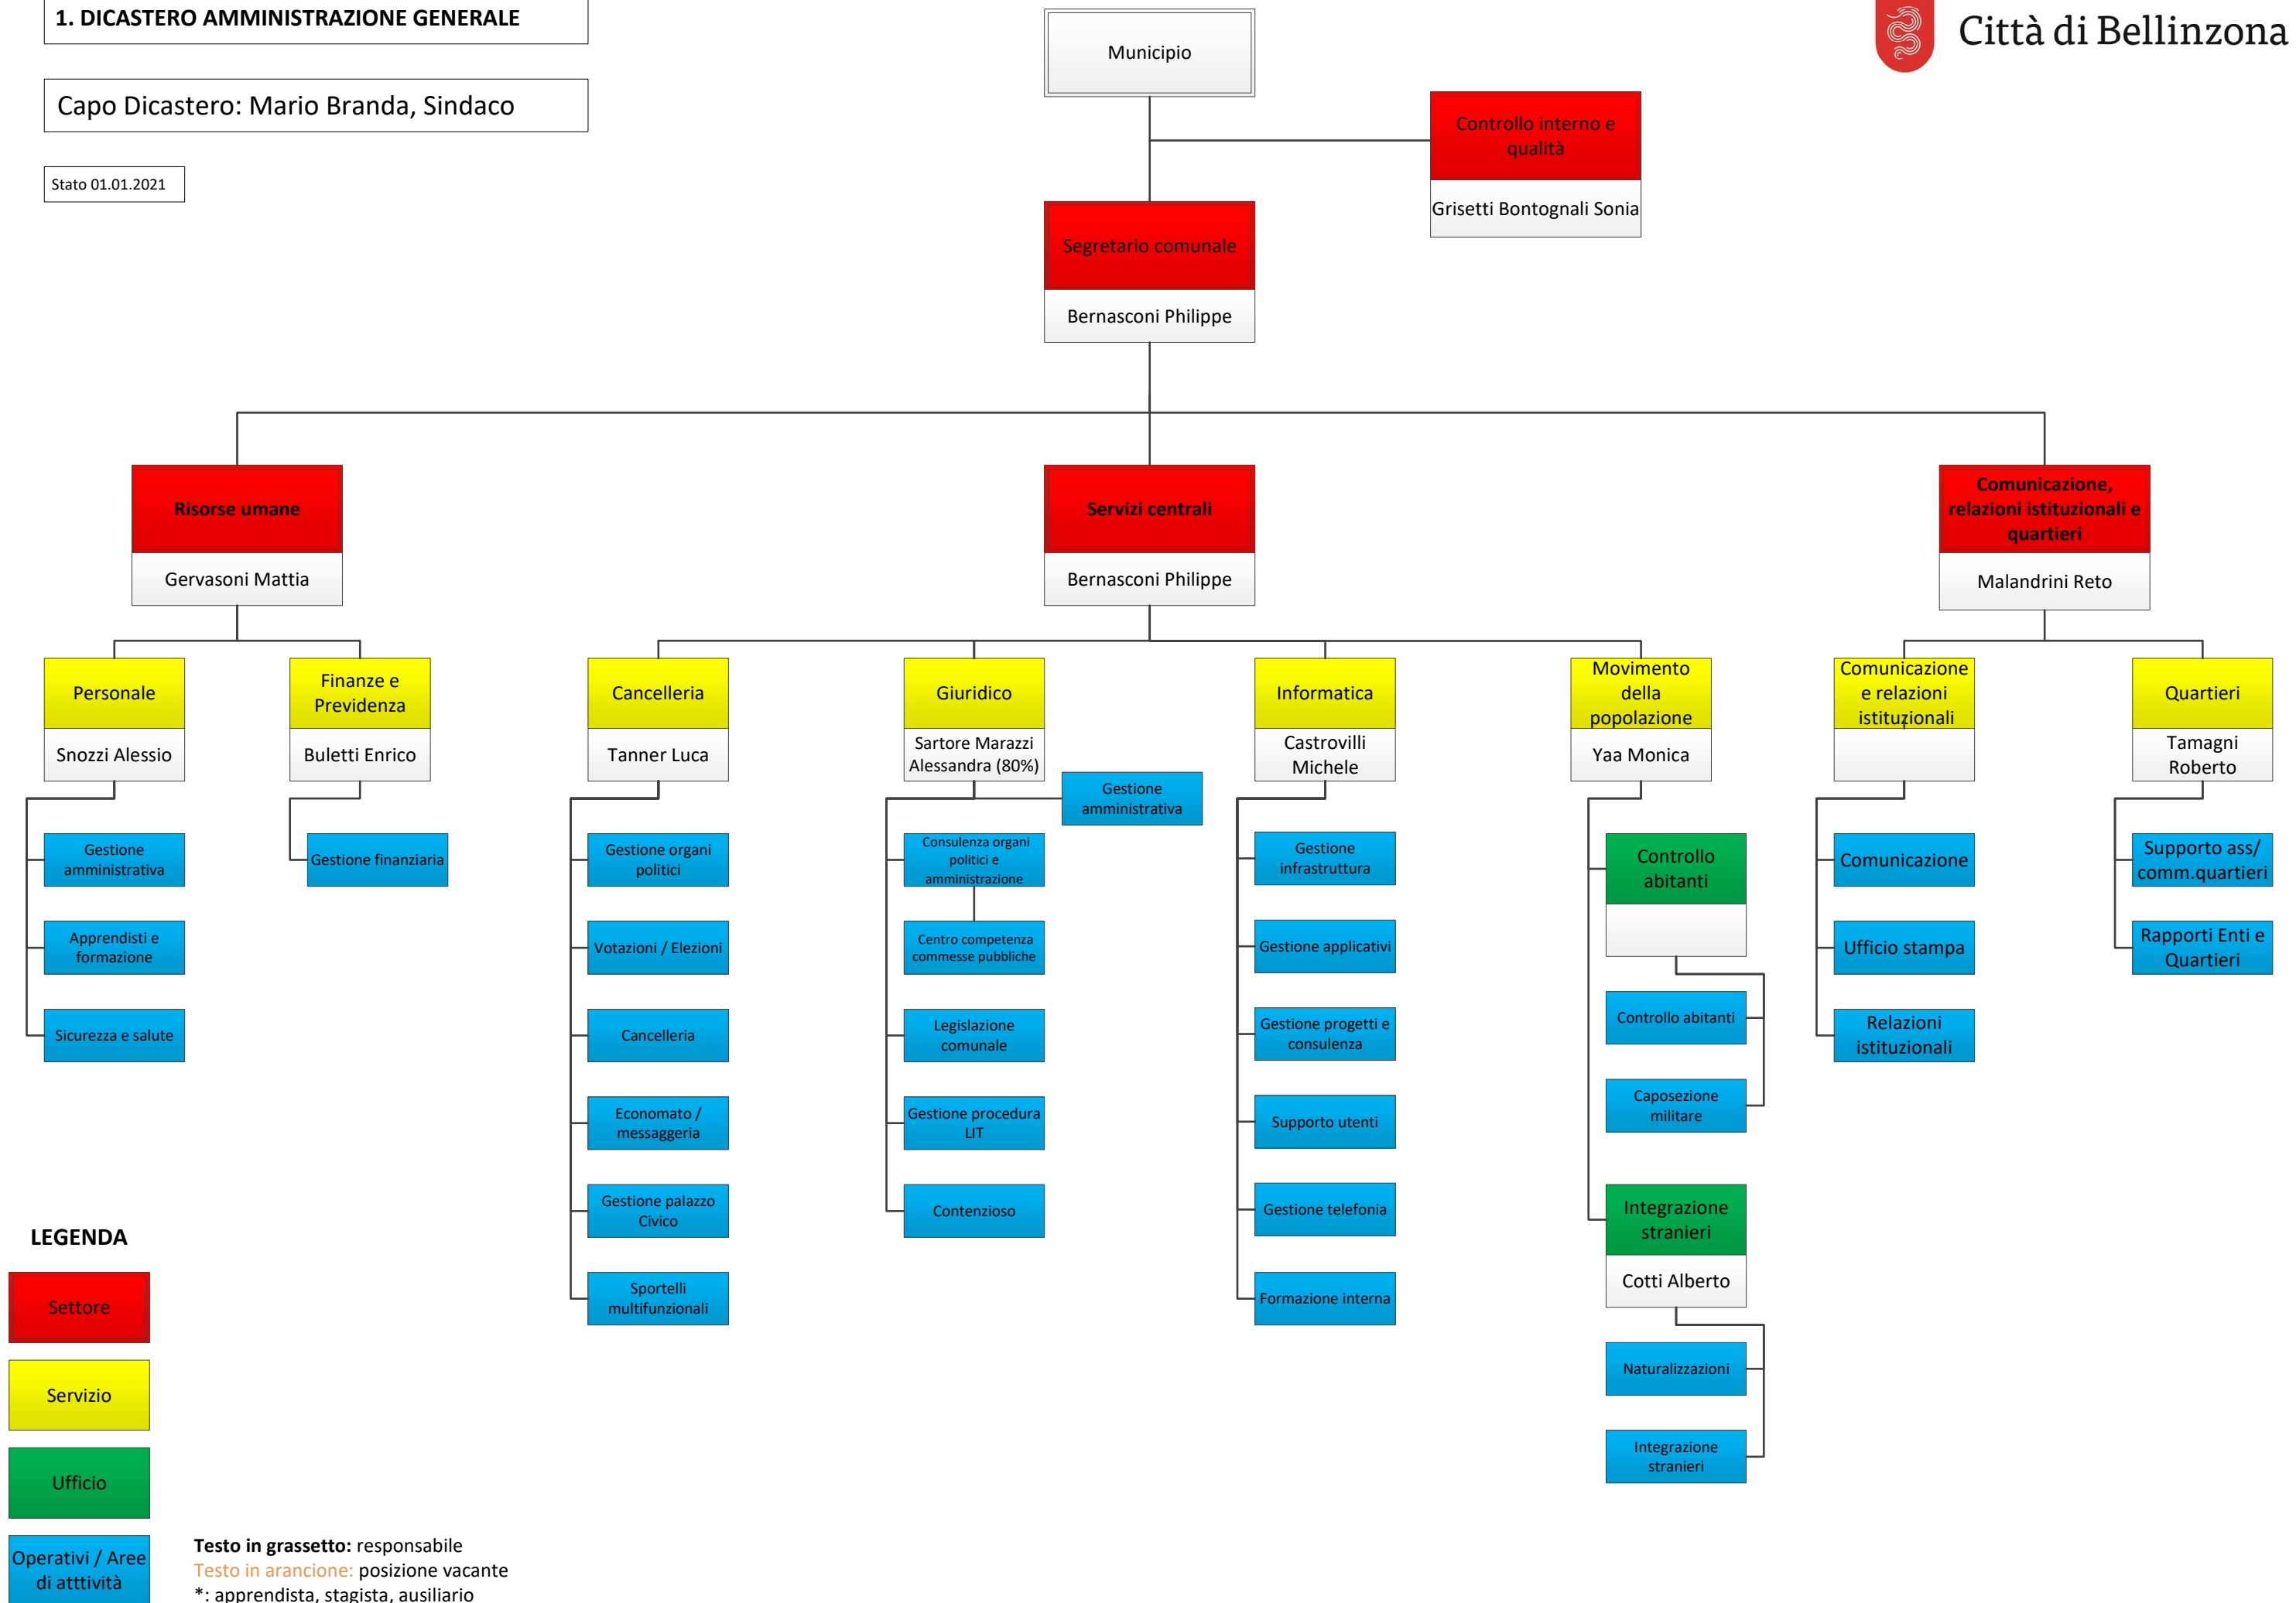 1. DICASTERO AMMINISTRAZIONE GENERALE
Capo Dicastero: Mario Branda, Sindaco
Stato 01.01.2021
Città di Bellinzona
Municipio
Controllo interno e
qualità
Grisetti Bontognali Sonia
Segretario comunale
Bernasconi Philippe
Risorse umane
Gervasoni Mattia
Servizi centrali
Bernasconi Philippe
Comunicazione,
relazioni istituzionali e
quartieri
Malandrini Reto
Personale
Snozzi Alessio
Gestione
amministrativa
Apprendisti e
formazione
Sicurezza e salute
Finanze e
Previdenza
Buletti Enrico
Gestione finanziaria
Cancelleria
Tanner Luca
Gestione organi
politici
Votazioni / Elezioni
Cancelleria
Economato /
messaggeria
Gestione palazzo
Civico
Sportelli
multifunzionali
Giuridico
Sartore Marazzi
Alessandra (80%)
Gestione
amministrativa
Consulenza organi
politici e
amministrazione
Centro competenza
commesse pubbliche
Legislazione
comunale
Gestione procedura
LIT
Contenzioso
Informatica
Castrovilli
Michele
Gestione
infrastruttura
Gestione applicativi
Gestione progetti e
consulenza
Supporto utenti
Gestione telefonia
Formazione interna
Movimento
della
popolazione
Yaa Monica
Controllo
abitanti
Controllo abitanti
Caposezione
militare
Integrazione
stranieri
Cotti Alberto
Naturalizzazioni
Integrazione
stranieri
Comunicazione
e relazioni
istituzionali
Comunicazione
Ufficio stampa
Relazioni
istituzionali
Quartieri
Tamagni
Roberto
Supporto ass/
comm.quartieri
Rapporti Enti e
Quartieri
LEGENDA
Settore
Servizio
Ufficio
Operativi / Aree
di atttività
Testo in grassetto: responsabile
Testo in arancione: posizione vacante
*: apprendista, stagista, ausiliario